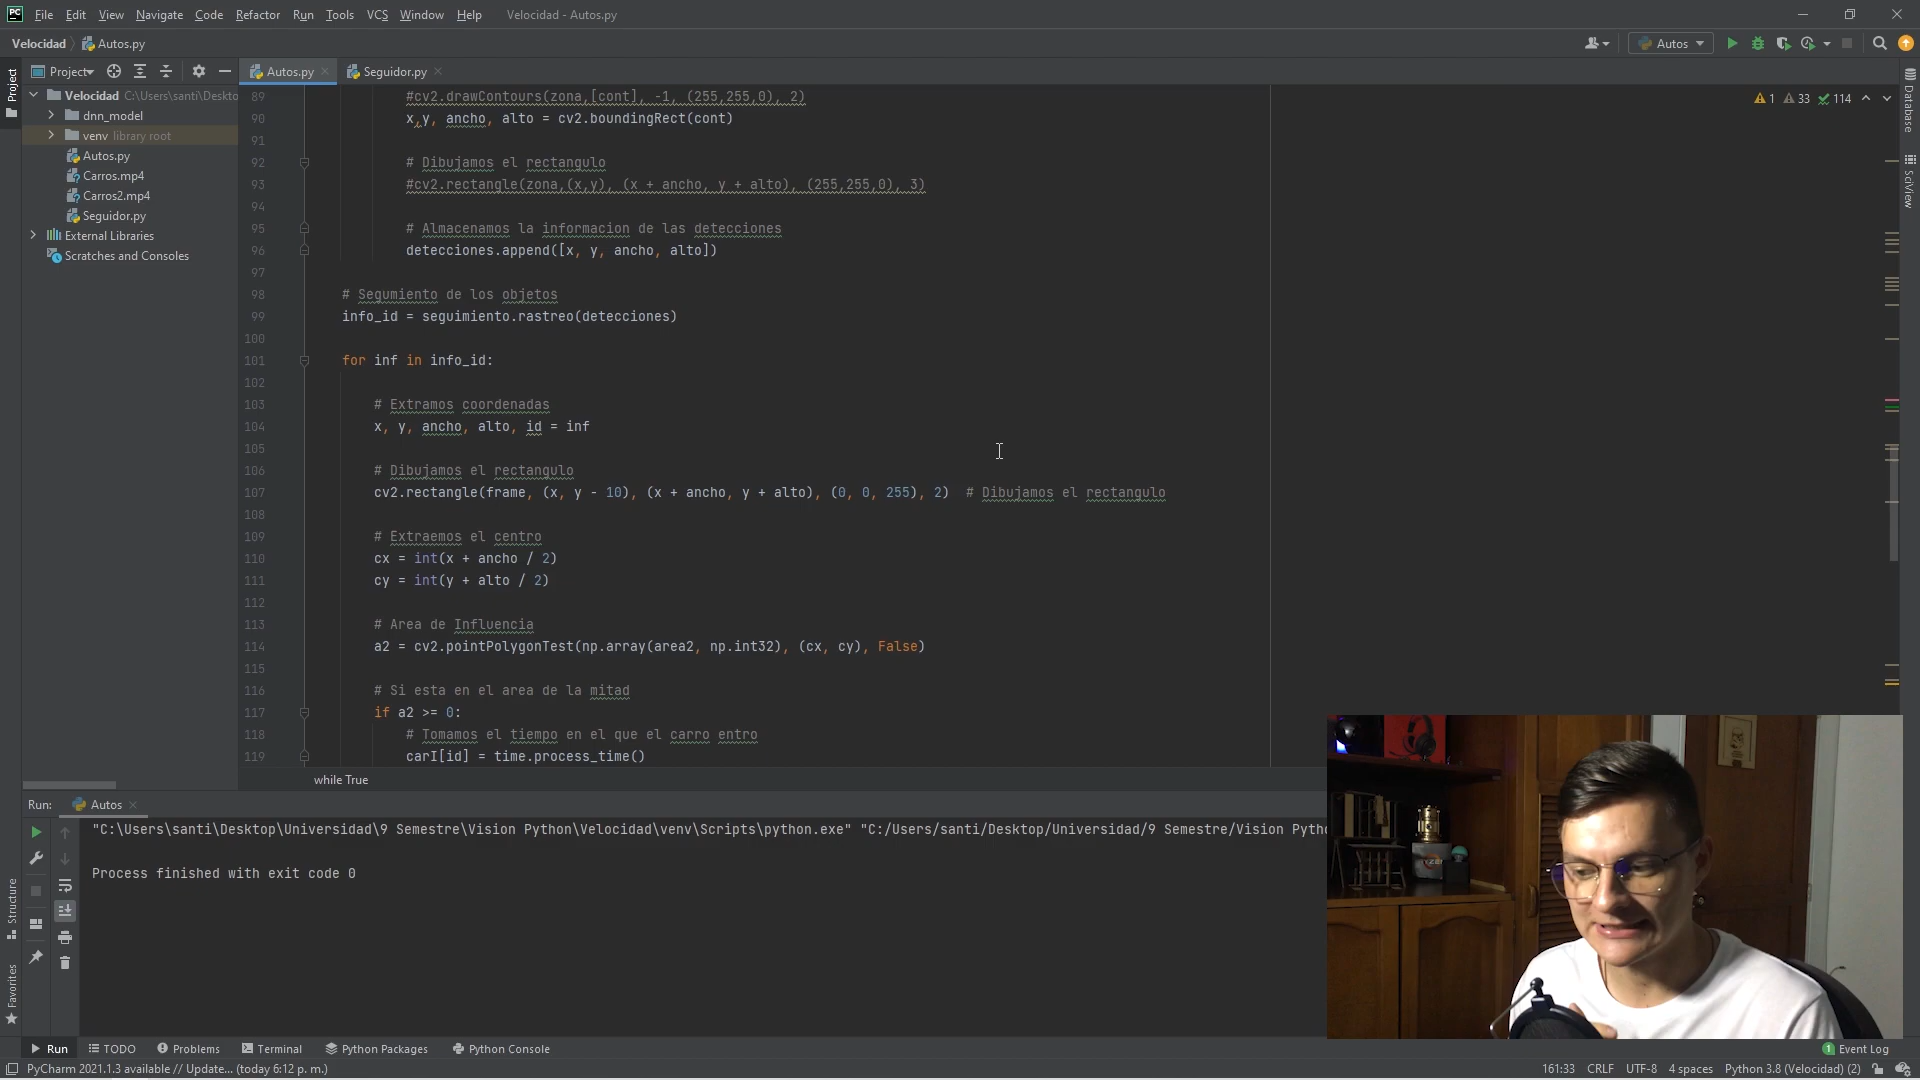 PC File Edit View Navigate Code Refactor Run Tools VCS Window Help Velocidad - Autos.py
Velocidad Autos.py Autos
Project Autos.py Seguidor.py
Velocidad C:\Users\santi\Deskto
dnn_model
venv library root
Autos.py
Carros.mp4
Carros2.mp4
Seguidor.py
External Libraries
Scratches and Consoles
Project
Structure
Favorites
Database
SciView
1 33 114
89 #cv2.drawContours(zona,[cont], -1, (255,255,0), 2)
90 x,y, ancho, alto = cv2.boundingRect(cont)
91
92 # Dibujamos el rectangulo
93 #cv2.rectangle(zona,(x,y), (x + ancho, y + alto), (255,255,0), 3)
94
95 # Almacenamos la informacion de las detecciones
96 detecciones.append([x, y, ancho, alto])
97
98 # Segumiento de los objetos
99 info_id = seguimiento.rastreo(detecciones)
100
101 for inf in info_id:
102
103 # Extramos coordenadas
104 x, y, ancho, alto, id = inf
105
106 # Dibujamos el rectangulo
107 cv2.rectangle(frame, (x, y - 10), (x + ancho, y + alto), (0, 0, 255), 2)  # Dibujamos el rectangulo
108
109 # Extraemos el centro
110 cx = int(x + ancho / 2)
111 cy = int(y + alto / 2)
112
113 # Area de Influencia
114 a2 = cv2.pointPolygonTest(np.array(area2, np.int32), (cx, cy), False)
115
116 # Si esta en el area de la mitad
117 if a2 >= 0:
118 # Tomamos el tiempo en el que el carro entro
119 carI[id] = time.process_time()
while True
Run: Autos
"C:\Users\santi\Desktop\Universidad\9 Semestre\Vision Python\Velocidad\venv\Scripts\python.exe" "C:/Users/santi/Desktop/Universidad/9 Semestre/Vision Pytho
Process finished with exit code 0
Run TODO Problems Terminal Python Packages Python Console 1 Event Log
PyCharm 2021.1.3 available // Update... (today 6:12 p. m.) 161:33 CRLF UTF-8 4 spaces Python 3.8 (Velocidad) (2)